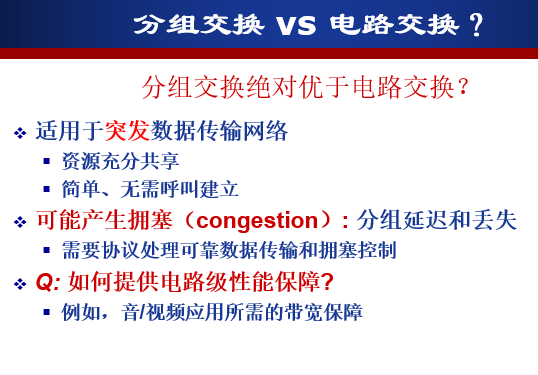 分组交换 vs 电路交换？
分组交换绝对优于电路交换？
❖ 适用于突发数据传输网络
▪ 资源充分共享
▪ 简单、无需呼叫建立
❖ 可能产生拥塞（congestion）: 分组延迟和丢失
▪ 需要协议处理可靠数据传输和拥塞控制
❖ Q: 如何提供电路级性能保障?
▪ 例如，音/视频应用所需的带宽保障